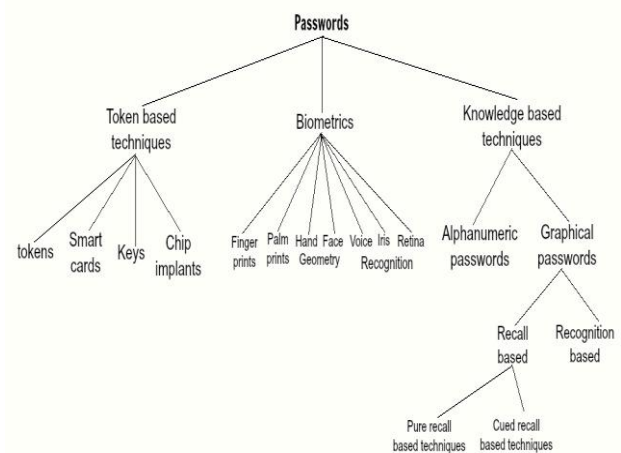 Passwords
Token based
techniques
Biometrics
Knowledge based
techniques
tokens
Smart
cards
Keys
Chip
implants
Finger
prints
Palm
prints
Hand Face
Geometry
Voice Iris Retina
Recognition
Alphanumeric
passwords
Graphical
passwords
Recall
based
Recognition
based
Pure recall
based techniques
Cued recall
based techniques